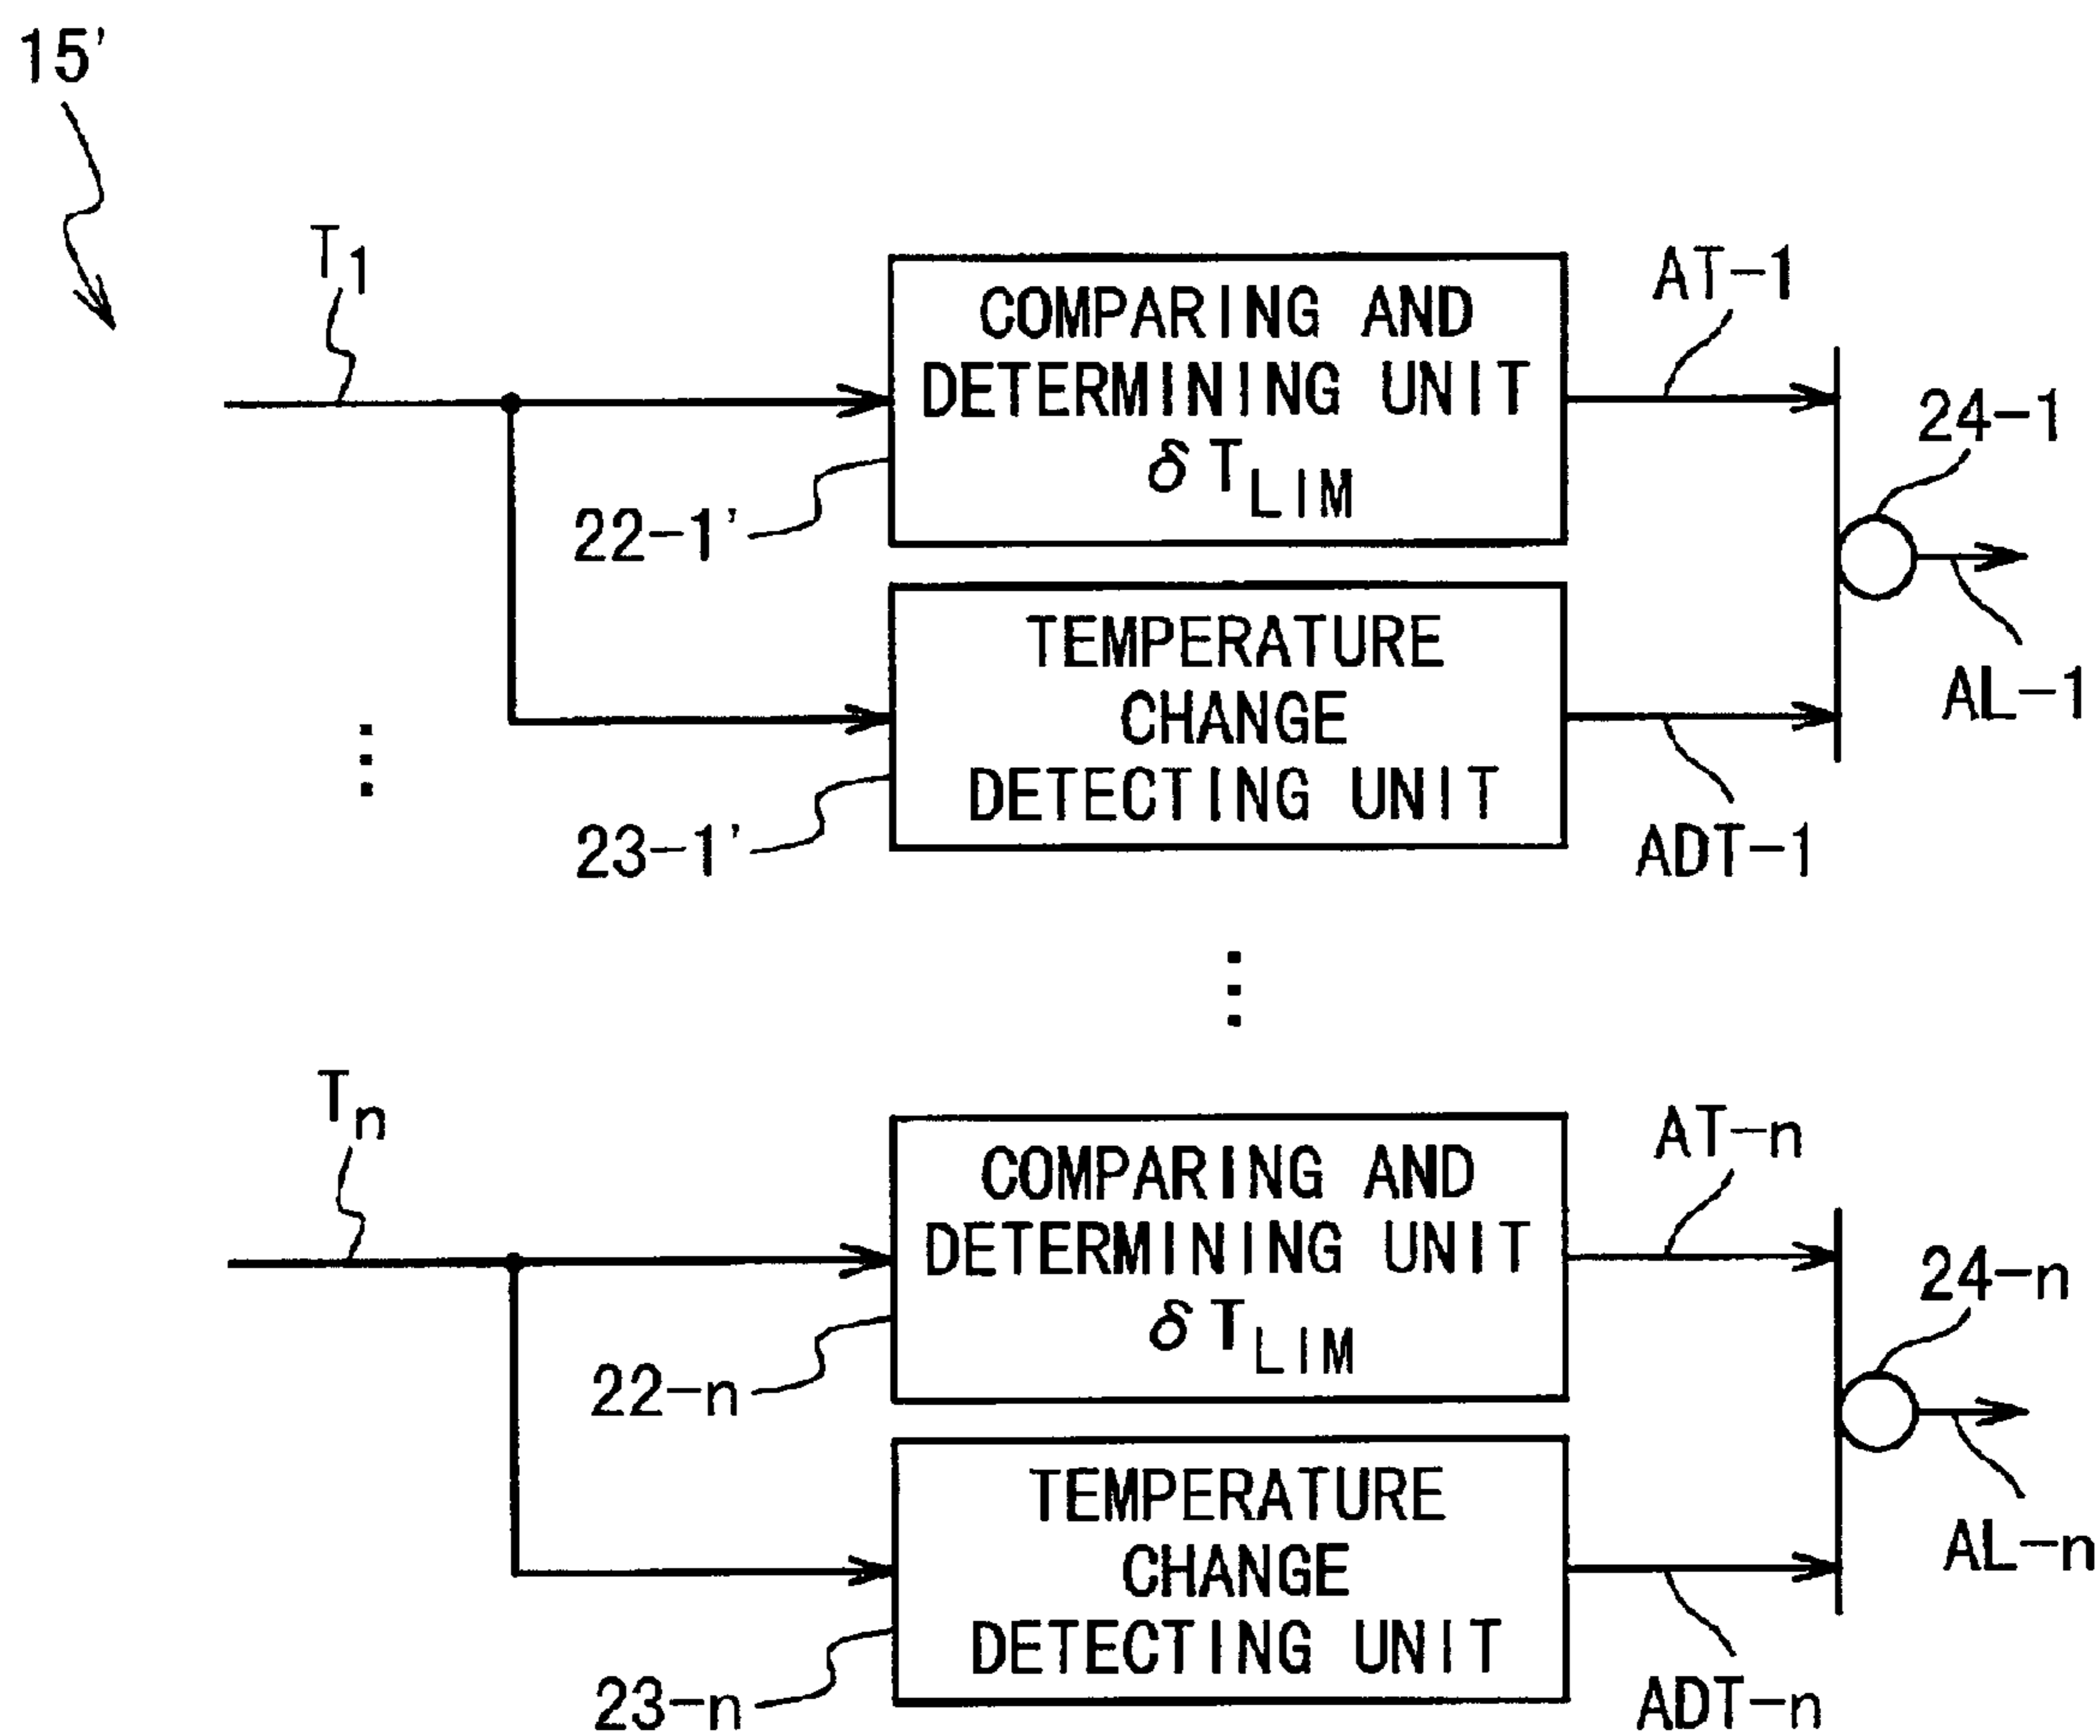 15'
T1
COMPARING AND
DETERMINING UNIT
δTLIM
AT-1
24-1
22-1'
TEMPERATURE
CHANGE
DETECTING UNIT
AL-1
23-1'
ADT-1
Tn
COMPARING AND
DETERMINING UNIT
δTLIM
AT-n
24-n
22-n
TEMPERATURE
CHANGE
DETECTING UNIT
AL-n
23-n
ADT-n